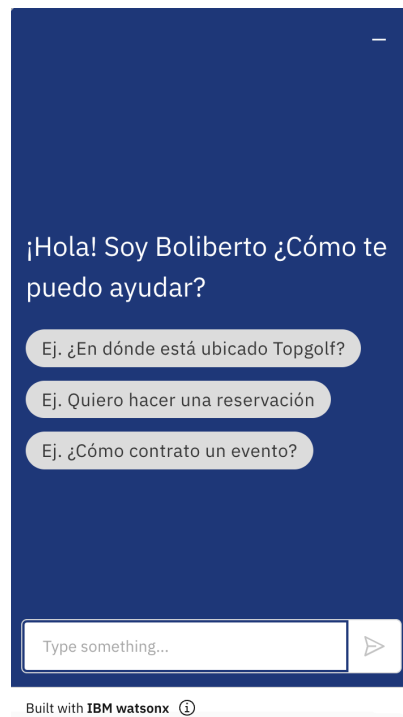 ¡Hola! Soy Boliberto ¿Cómo te
puedo ayudar?
Ej. ¿En dónde está ubicado Topgolf?
Ej. Quiero hacer una reservación
Ej. ¿Cómo contrato un evento?
Type something...
Built with IBM watsonx